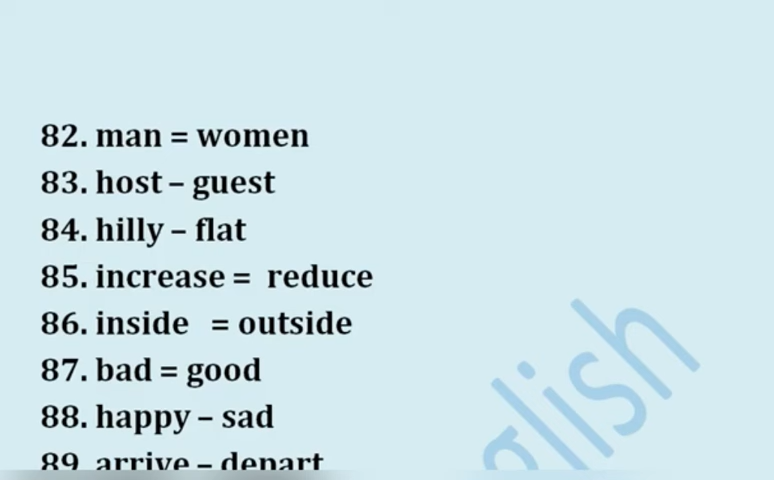 82. man = women
83. host – guest
84. hilly – flat
85. increase = reduce
86. inside = outside
87. bad = good
88. happy – sad
89. arrive – depart
glish